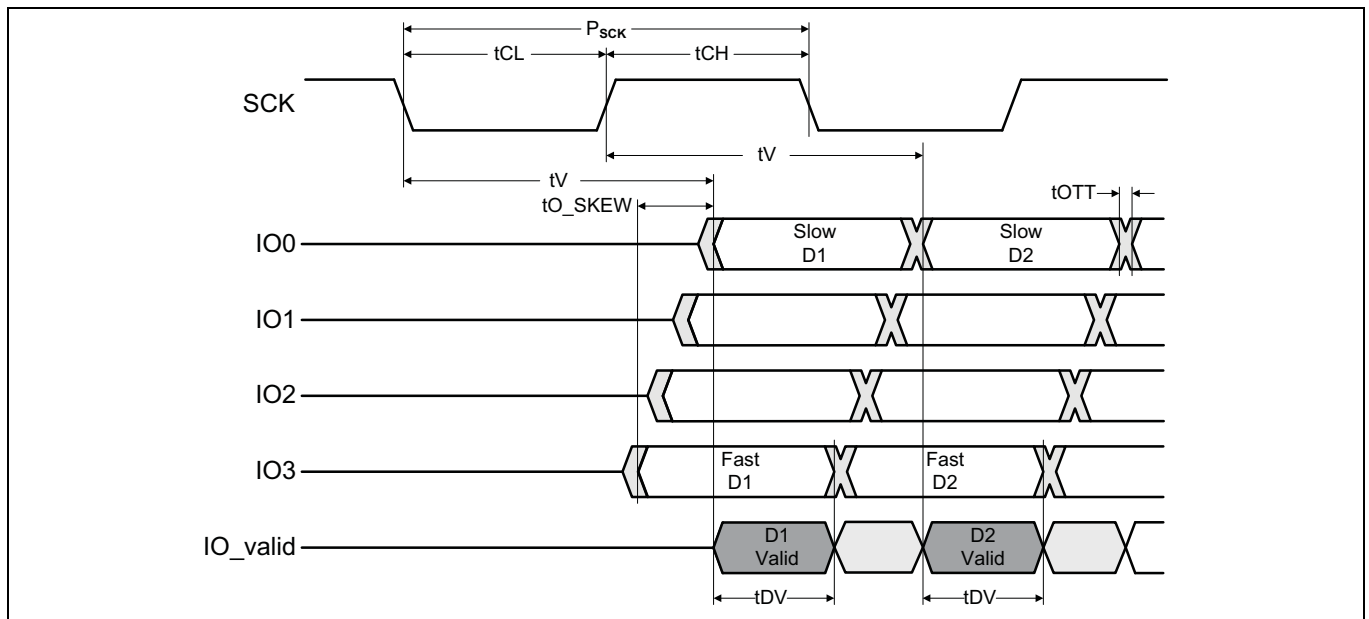 PSCK
tCL tCH
SCK
tV
tV
tO_SKEW
tOTT
IO0
Slow
D1
Slow
D2
IO1
IO2
IO3
Fast
D1
Fast
D2
IO_valid
D1
Valid
D2
Valid
tDV
tDV